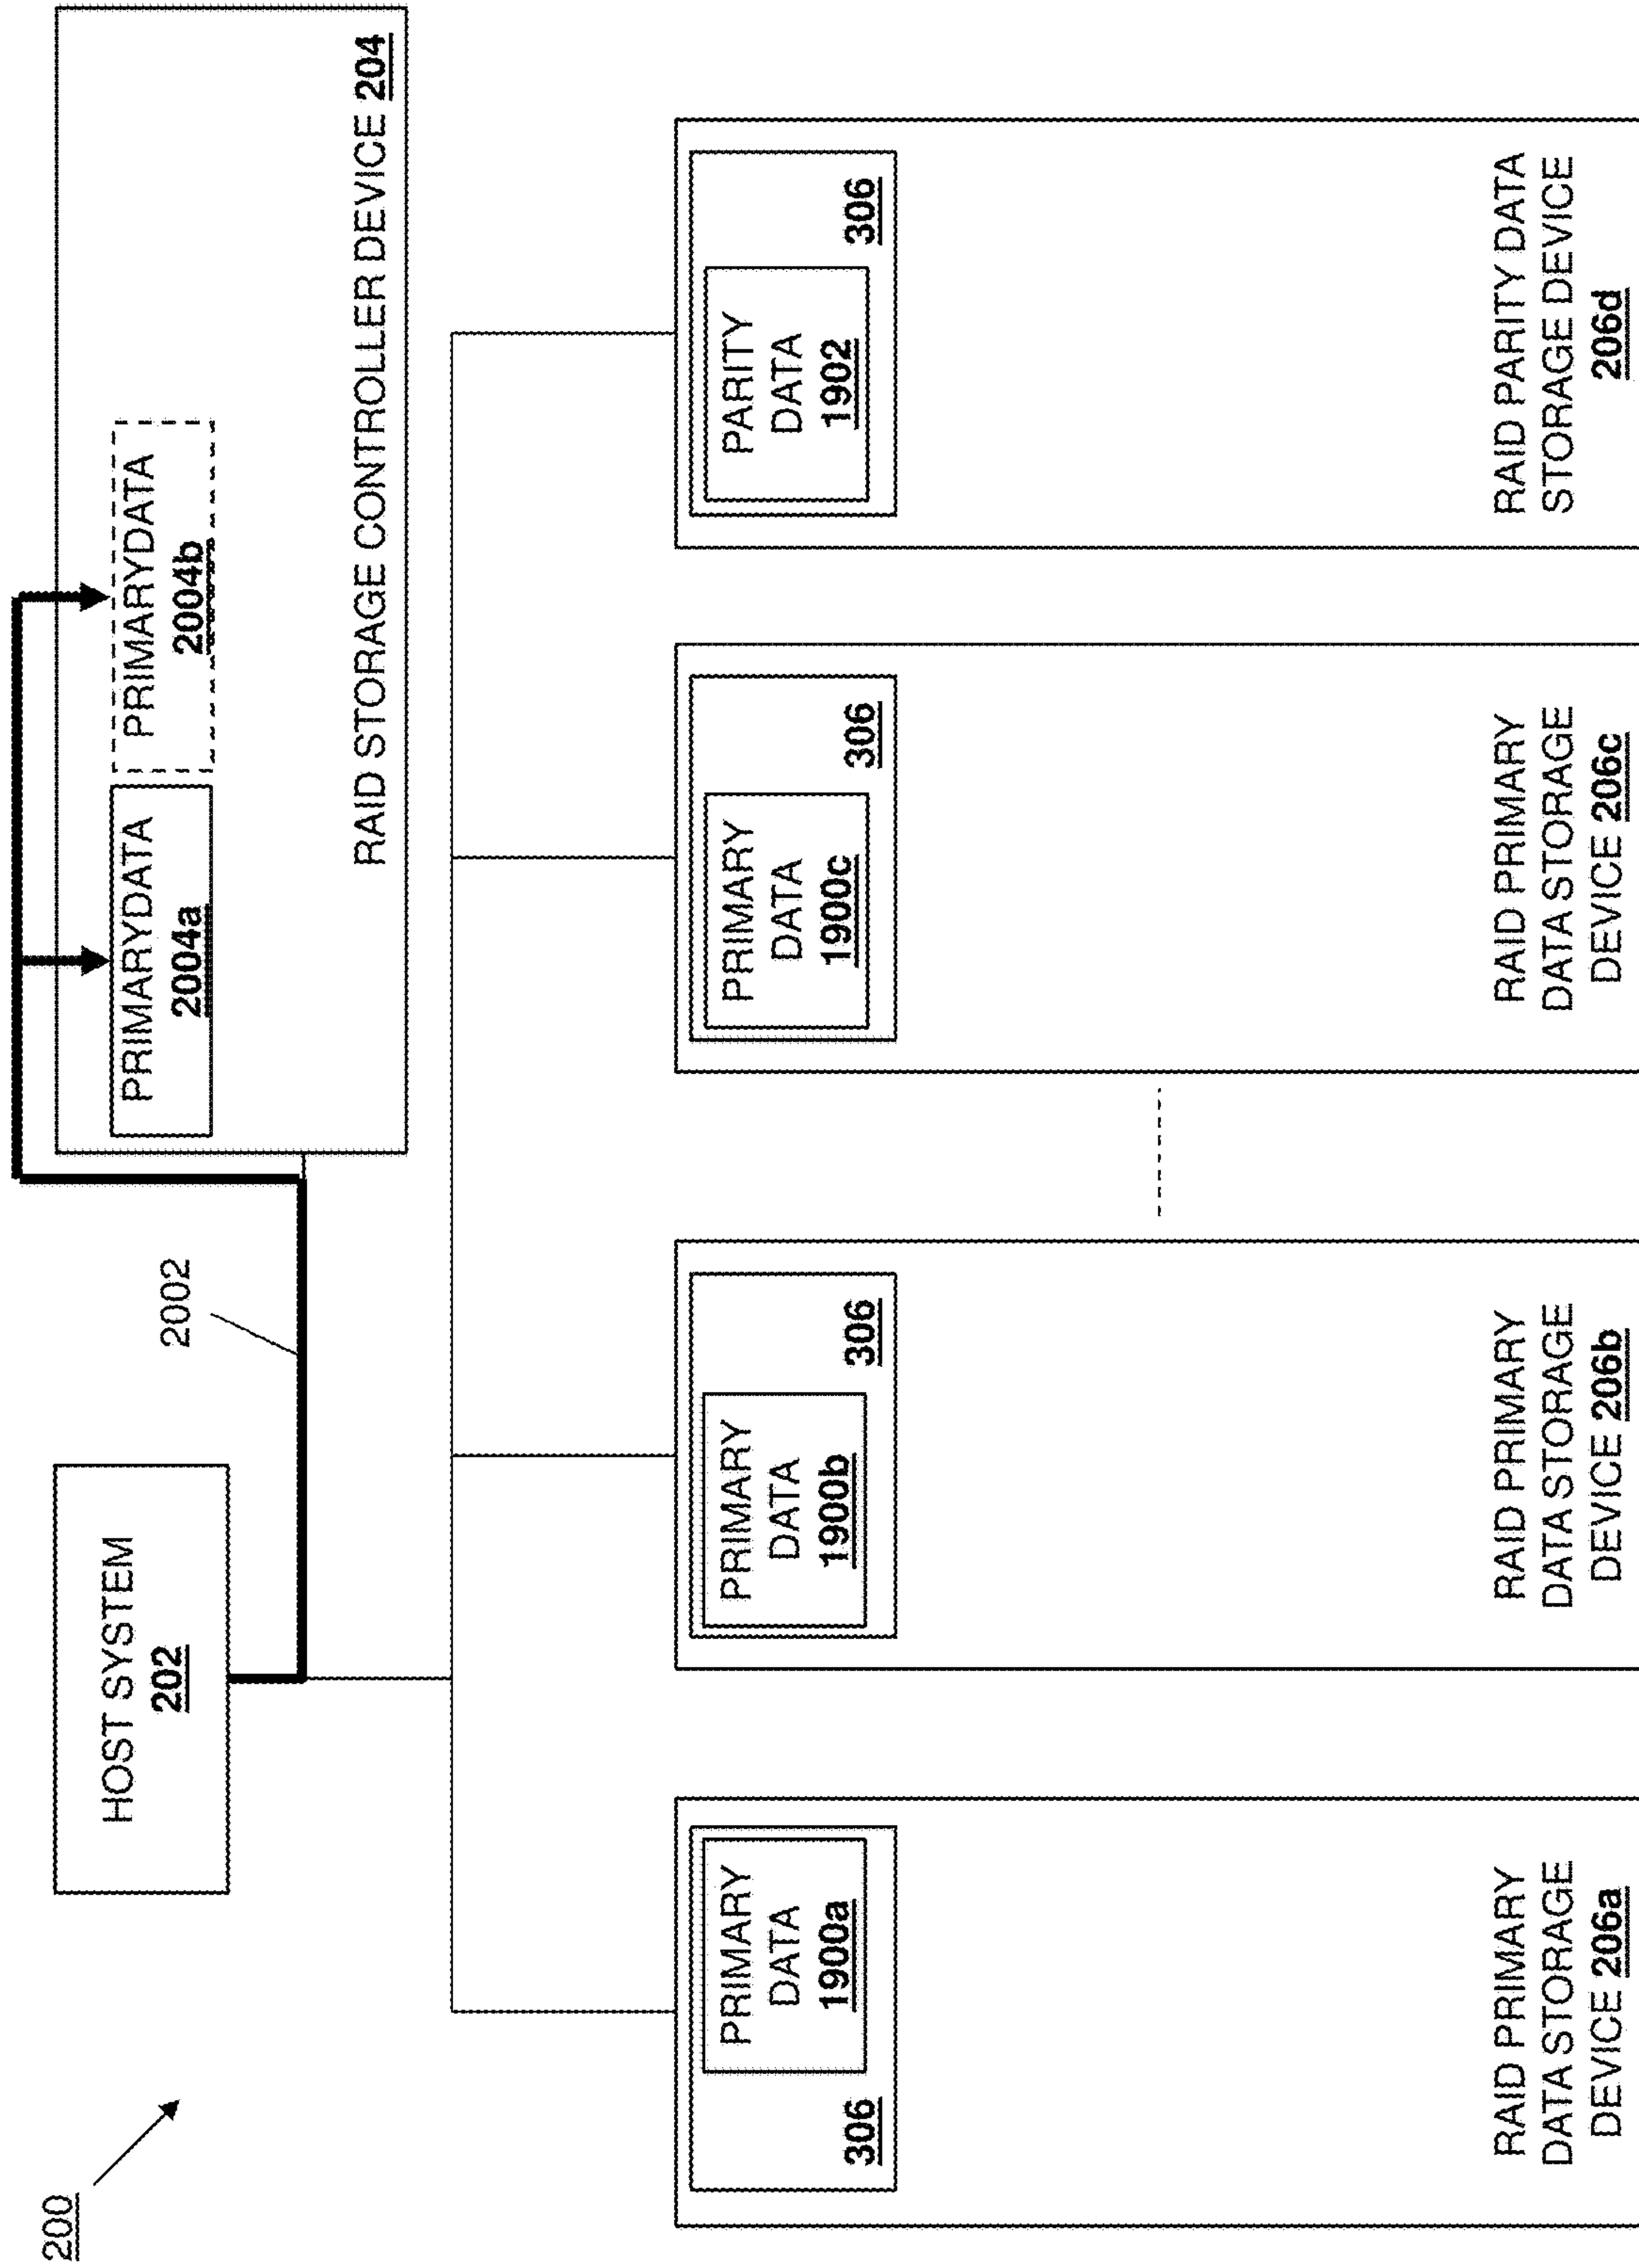 200
HOST SYSTEM
202
2002
PRIMARYDATA
2004a
PRIMARYDATA
2004b
RAID STORAGE CONTROLLER DEVICE 204
306
PRIMARY
DATA
1900a
RAID PRIMARY
DATA STORAGE
DEVICE 206a
PRIMARY
DATA
1900b
306
RAID PRIMARY
DATA STORAGE
DEVICE 206b
PRIMARY
DATA
1900c
306
RAID PRIMARY
DATA STORAGE
DEVICE 206c
PARITY
DATA
1902
306
RAID PARITY DATA
STORAGE DEVICE
206d